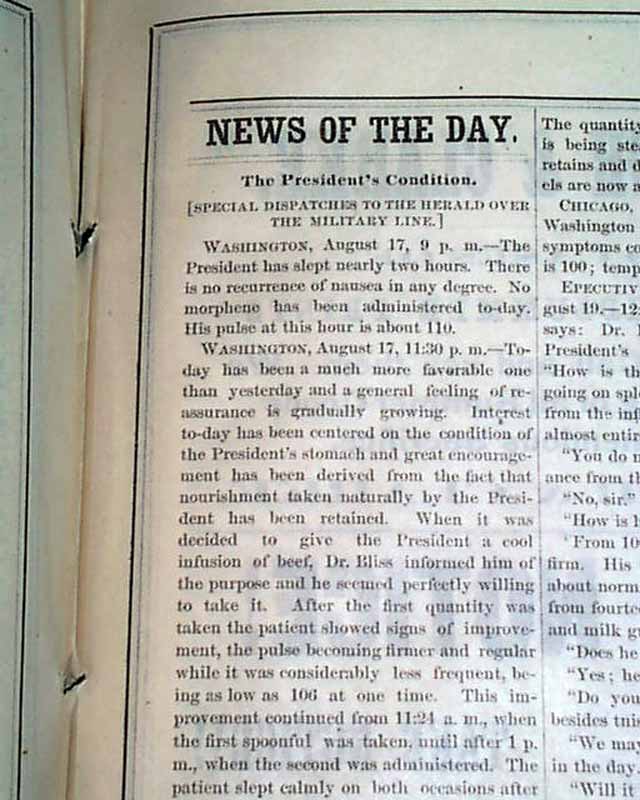 NEWS OF THE DAY.
The President's Condition.
[SPECIAL DISPATCHES TO THE HERALD OVER
THE MILITARY LINE.]
WASHINGTON, August 17, 9 p. m.—The
President has slept nearly two hours. There
is no recurrence of nausea in any degree. No
morphene has been administered to-day.
His pulse at this hour is about 110.
WASHINGTON, August 17, 11:30 p. m.—To-
day has been a much more favorable one
than yesterday and a general feeling of re-
assurance is gradually growing. Interest
to-day has been centered on the condition of
the President's stomach and great encourage-
ment has been derived from the fact that
nourishment taken naturally by the Presi-
dent has been retained. When it was
decided to give the President a cool
infusion of beef, Dr. Bliss informed him of
the purpose and he seemed perfectly willing
to take it. After the first quantity was
taken the patient showed signs of improve-
ment, the pulse becoming firmer and regular
while it was considerably less frequent, be-
ing as low as 106 at one time. This im-
provement continued from 11:24 a. m., when
the first spoonful was taken, until after 1 p.
m., when the second was administered. The
patient slept calmly on both occasions after
The quantity
is being
retains and
els are now a
CHICAGO,
Washington
symptoms
is 100; temp
EPECUTIV
gust 19.—12:
says: Dr.
President's
"How is th
going on
from the
almost
"You do
ance from
"No, sir."
"How is
'From
firm. His
about norm
from
and milk
"Does he
"Yes; he
"Do you
besides this
"We may
in the day.
"Will it